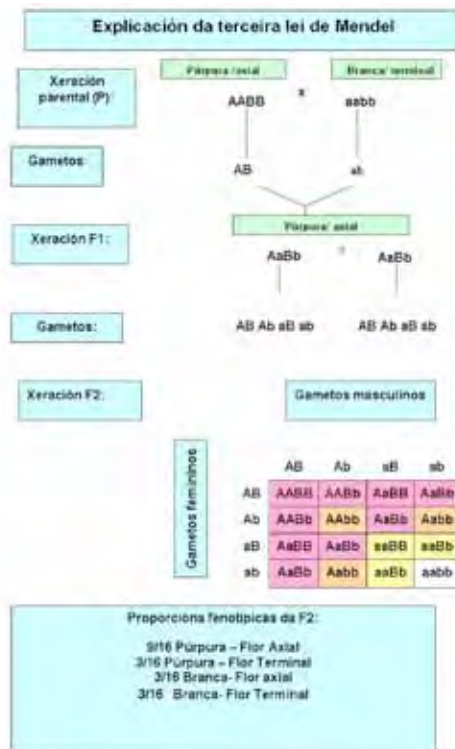 Explicación da terceira lei de Mendel
Xeración
parental (P)
Púrpura /axial
Branca/ terminal
AABB
x
aabb
Gametos
AB
ab
Púrpura/ axial
Xeración F1:
AaBb
AaBb
Gametos:
AB Ab aB ab
AB Ab aB ab
Xeración F2:
Gametos masculinos
Gametos femininos
AB Ab aB ab
AB AABB AABb AaBB AaBb
Ab AABb AAbb AaBb Aabb
aB AaBB AaBb aaBB aaBb
ab AaBb Aabb aaBb aabb
Proporcións fenotípicas da F2:
9/16 Púrpura – Flor Axial
3/16 Púrpura – Flor Terminal
3/16 Branca- Flor axial
3/16 Branca- Flor Terminal